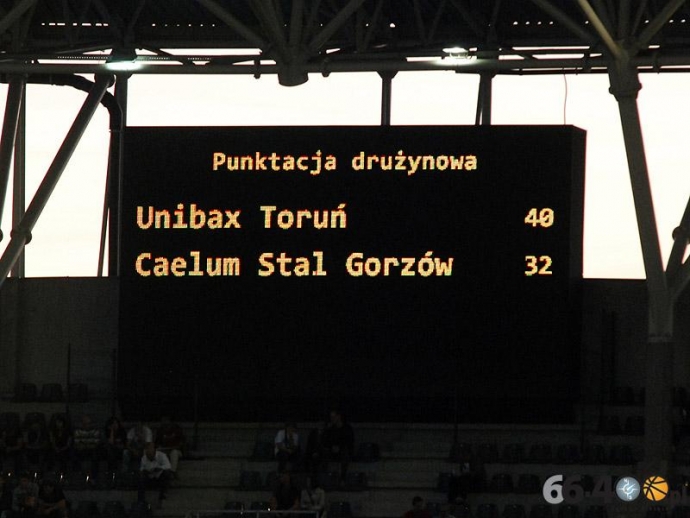 Punktacja drużynowa
Unibax Toruń 40
Caelum Stal Gorzów 32